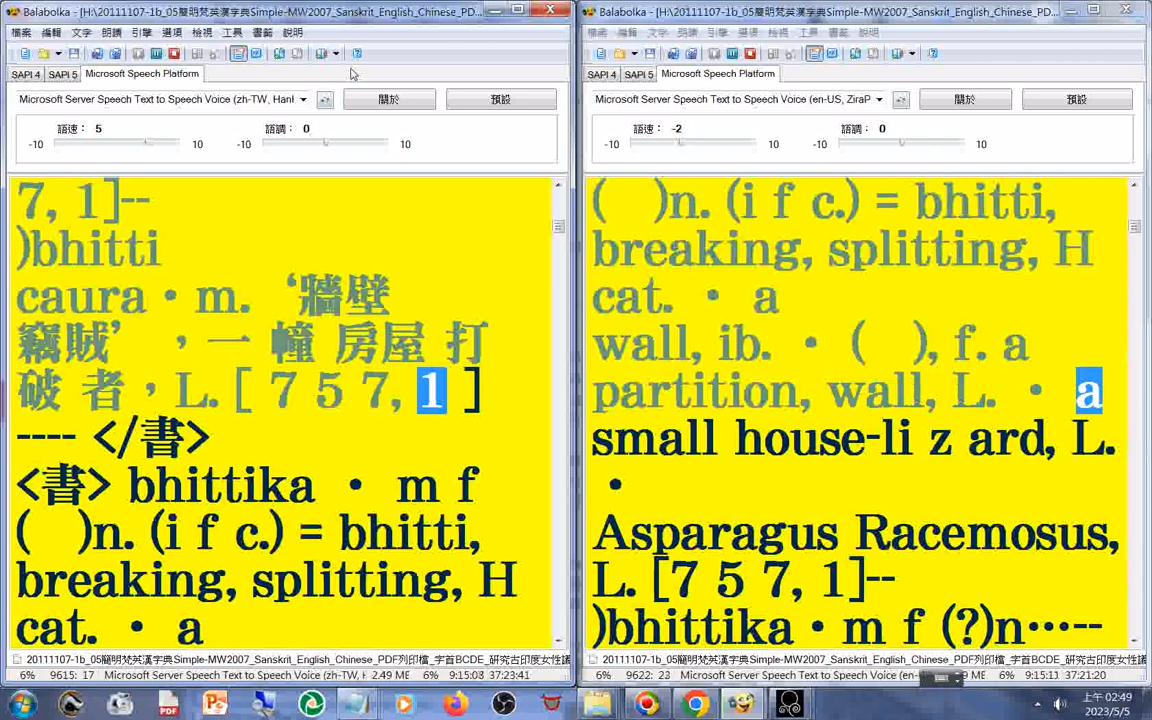 Balabolka - [H:\20111107-1b_05簡明梵英漢字典Simple-MW2007_Sanskrit_English_Chinese_PD...
檔案 編輯 文字 朗讀 引擎 選項 檢視 工具 書籤 說明
SAPI 4 SAPI 5 Microsoft Speech Platform
Microsoft Server Speech Text to Speech Voice (zh-TW, Hanl 關於 預設
語速： 5 語調： 0
-10 10 -10 10
7, 1]--
)bhitti
caura‧m. ‘牆壁
竊賊’ ，一 幢 房屋 打
破 者，L. [ 7 5 7, 1 ]
---- </書>
<書> bhittika ‧ m f
( )n. (i f c.) = bhitti,
breaking, splitting, H
cat. ‧ a
20111107-1b_05簡明梵英漢字典Simple-MW2007_Sanskrit_English_Chinese_PDF列印檔_字首BCDE_研究古印度女性議
6% 9615: 17 Microsoft Server Speech Text to Speech Voice (zh-TW, H 2.49 ME 6% 9:15:03 37:23:41
Balabolka - [H:\20111107-1b_05簡明梵英漢字典Simple-MW2007_Sanskrit_English_Chinese_PDF...
檔案 編輯 文字 朗讀 引擎 選項 檢視 工具 書籤 說明
SAPI 4 SAPI 5 Microsoft Speech Platform
Microsoft Server Speech Text to Speech Voice (en-US, ZiraP 關於 預設
語速： -2 語調： 0
-10 10 -10 10
( )n. (i f c.) = bhitti,
breaking, splitting, H
cat. ‧ a
wall, ib. ‧ ( ), f. a
partition, wall, L. ‧ a
small house-li z ard, L.
‧
Asparagus Racemosus,
L. [7 5 7, 1]--
)bhittika‧m f (?)n…--
20111107-1b_05簡明梵英漢字典Simple-MW2007_Sanskrit_English_Chinese_PDF列印檔_字首BCDE_研究古印度女性議
6% 9622: 23 Microsoft Server Speech Text to Speech Voice (en-U 9 ME 6% 9:15:11 37:21:20
上午 02:49
2023/5/5